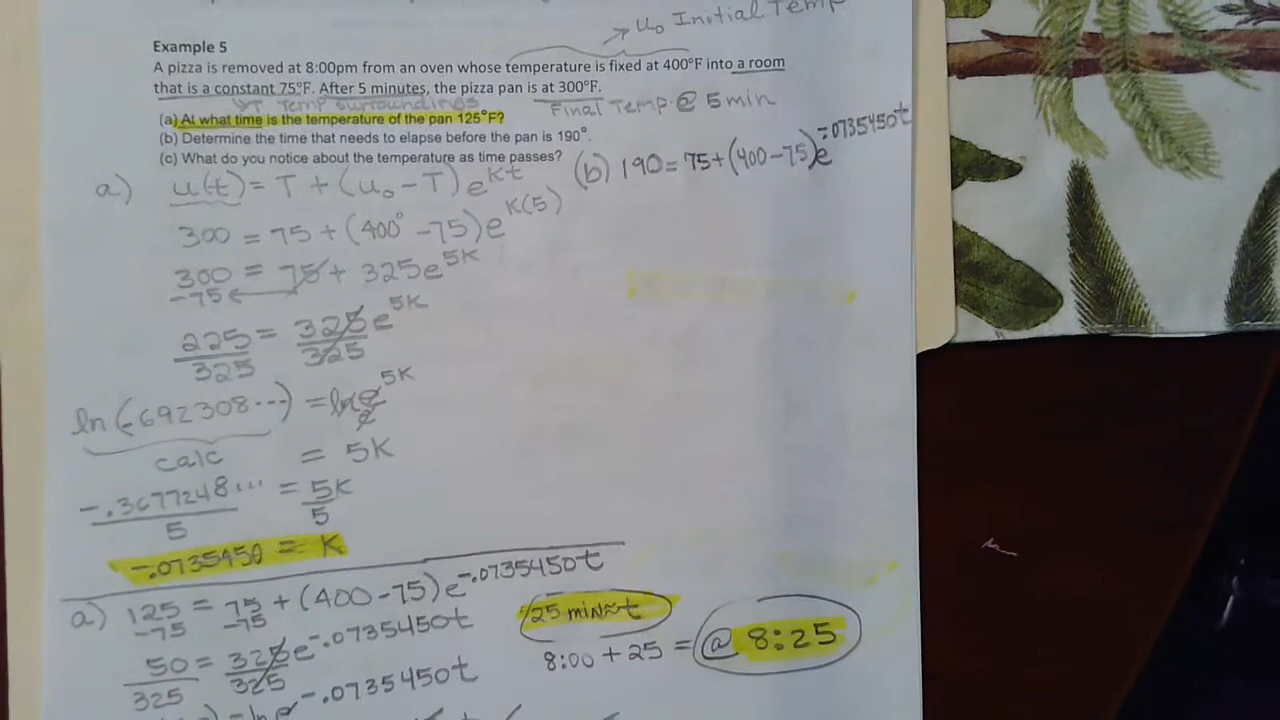 → u₀ Initial Temp
Example 5
A pizza is removed at 8:00pm from an oven whose temperature is fixed at 400°F into a room
that is a constant 75°F. After 5 minutes, the pizza pan is at 300°F.
T Temp surroundings
Final Temp. @ 5 min
(a) At what time is the temperature of the pan 125°F?
(b) Determine the time that needs to elapse before the pan is 190°.
(c) What do you notice about the temperature as time passes?
(b) 190 = 75 + (400 - 75)e^-.0735450t
a) u(t) = T + (u₀ - T)e^kt
300 = 75 + (400° - 75)e^K(5)
300 = 75 + 325e^5K
-75 ←
225/325 = 325/325 e^5K
ln(.692308...) = ln e^5K
calc = 5K
-.3677248.../5 = 5K/5
-.0735450 = K
a) 125 = 75 + (400 - 75)e^-.0735450t
-75 -75
50/325 = 325/325 e^-.0735450t
25 min ≈ t
8:00 + 25 = @ 8:25
= ln e^-.0735450t